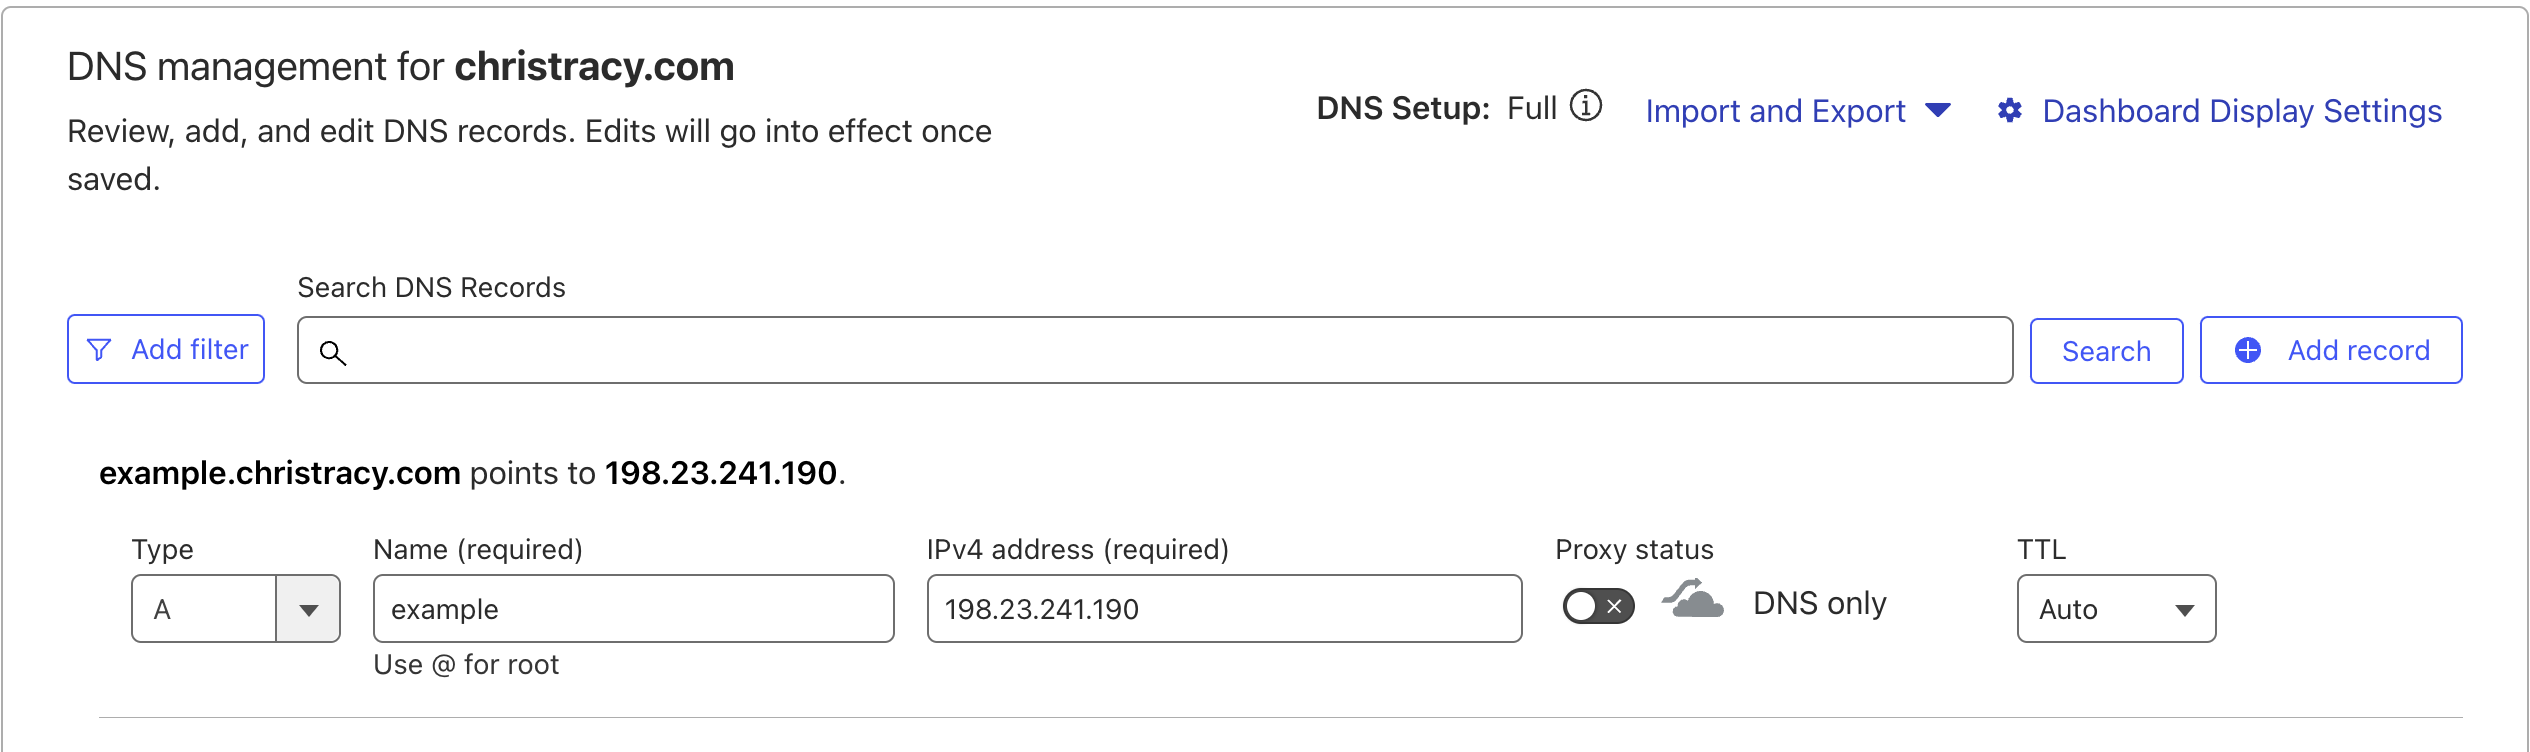 DNS management for christracy.com
Review, add, and edit DNS records. Edits will go into effect once
saved.
DNS Setup: Full
Import and Export
Dashboard Display Settings
Search DNS Records
Add filter
Search
Add record
example.christracy.com points to 198.23.241.190.
Type
Name (required)
IPv4 address (required)
Proxy status
TTL
A
example
198.23.241.190
DNS only
Auto
Use @ for root